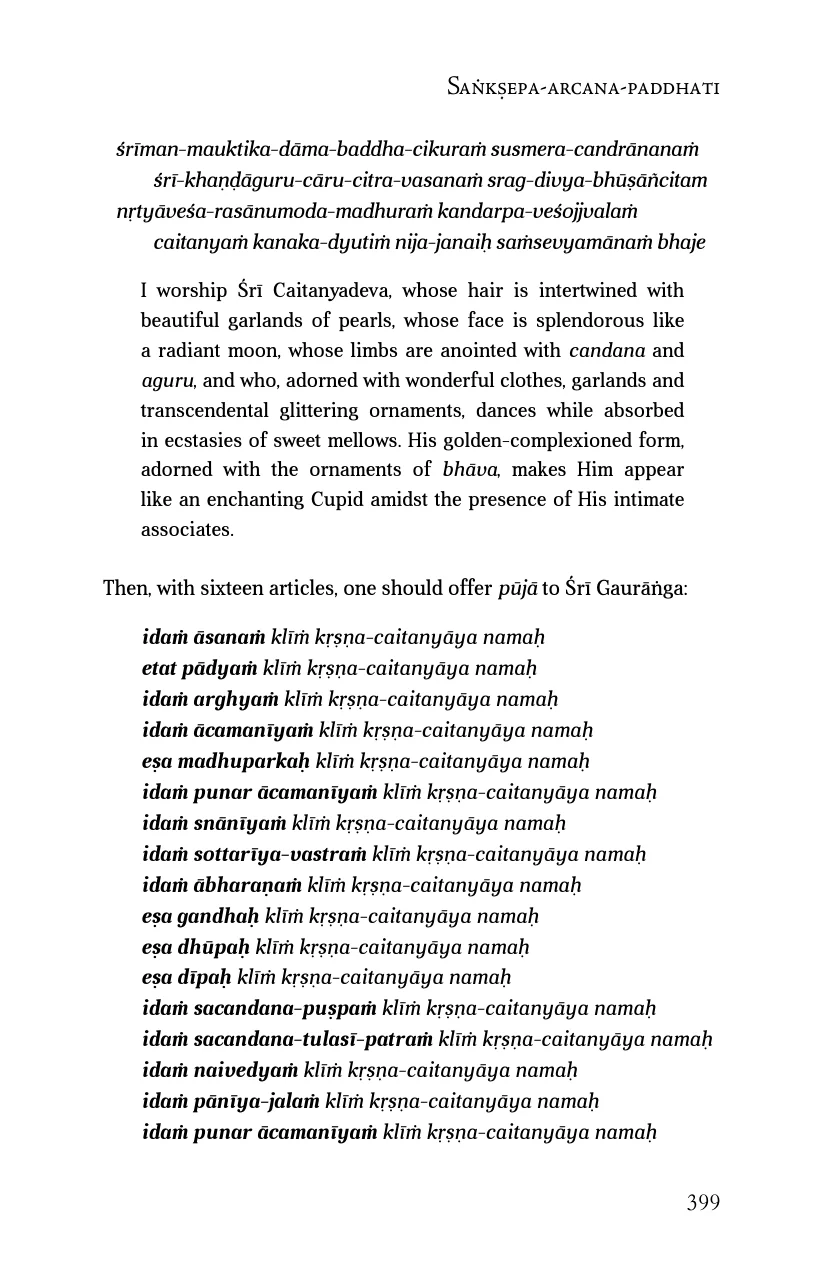 Saṅkṣepa-arcana-paddhati
śrīman-mauktika-dāma-baddha-cikuraṁ susmera-candrānanaṁ
śrī-khaṇḍāguru-cāru-citra-vasanaṁ srag-divya-bhūṣāñcitam
nṛtyāveśa-rasānumoda-madhuraṁ kandarpa-veśojjvalaṁ
caitanyaṁ kanaka-dyutiṁ nija-janaiḥ saṁsevyamānaṁ bhaje
I worship Śrī Caitanyadeva, whose hair is intertwined with
beautiful garlands of pearls, whose face is splendorous like
a radiant moon, whose limbs are anointed with candana and
aguru, and who, adorned with wonderful clothes, garlands and
transcendental glittering ornaments, dances while absorbed
in ecstasies of sweet mellows. His golden-complexioned form,
adorned with the ornaments of bhāva, makes Him appear
like an enchanting Cupid amidst the presence of His intimate
associates.
Then, with sixteen articles, one should offer pūjā to Śrī Gaurāṅga:
idaṁ āsanaṁ klīṁ kṛṣṇa-caitanyāya namaḥ
etat pādyaṁ klīṁ kṛṣṇa-caitanyāya namaḥ
idaṁ arghyaṁ klīṁ kṛṣṇa-caitanyāya namaḥ
idaṁ ācamanīyaṁ klīṁ kṛṣṇa-caitanyāya namaḥ
eṣa madhuparkaḥ klīṁ kṛṣṇa-caitanyāya namaḥ
idaṁ punar ācamanīyaṁ klīṁ kṛṣṇa-caitanyāya namaḥ
idaṁ snānīyaṁ klīṁ kṛṣṇa-caitanyāya namaḥ
idaṁ sottarīya-vastraṁ klīṁ kṛṣṇa-caitanyāya namaḥ
idaṁ ābharaṇaṁ klīṁ kṛṣṇa-caitanyāya namaḥ
eṣa gandhaḥ klīṁ kṛṣṇa-caitanyāya namaḥ
eṣa dhūpaḥ klīṁ kṛṣṇa-caitanyāya namaḥ
eṣa dīpaḥ klīṁ kṛṣṇa-caitanyāya namaḥ
idaṁ sacandana-puṣpaṁ klīṁ kṛṣṇa-caitanyāya namaḥ
idaṁ sacandana-tulasī-patraṁ klīṁ kṛṣṇa-caitanyāya namaḥ
idaṁ naivedyaṁ klīṁ kṛṣṇa-caitanyāya namaḥ
idaṁ pānīya-jalaṁ klīṁ kṛṣṇa-caitanyāya namaḥ
idaṁ punar ācamanīyaṁ klīṁ kṛṣṇa-caitanyāya namaḥ
399